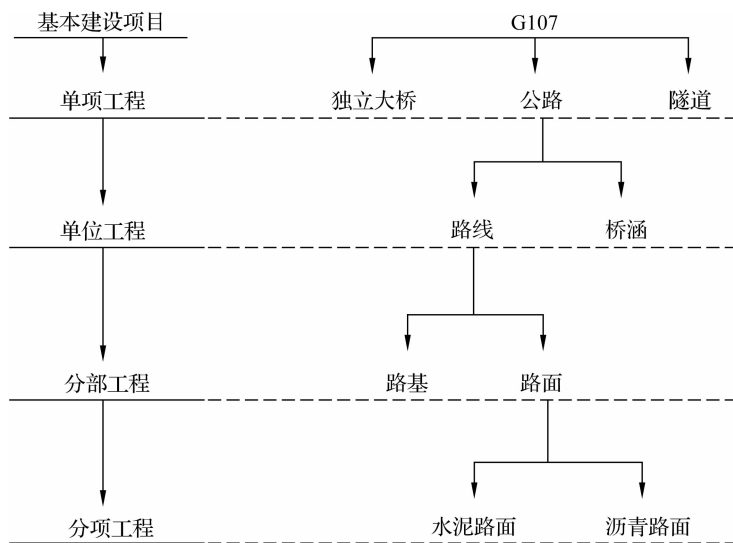 基本建设项目 G107
单项工程 独立大桥 公路 隧道
单位工程 路线 桥涵
分部工程 路基 路面
分项工程 水泥路面 沥青路面